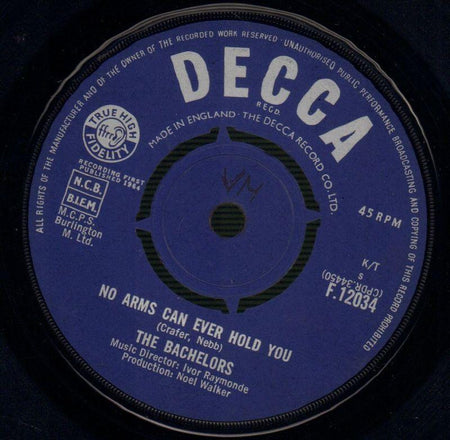 ALL RIGHTS OF THE MANUFACTURER AND OF THE OWNER OF THE RECORDED WORK RESERVED · UNAUTHORISED PUBLIC PERFORMANCE BROADCASTING AND COPYING OF THIS RECORD PROHIBITED
DECCA
REGD.
MADE IN ENGLAND · THE DECCA RECORD CO. LTD.
TRUE HIGH
ffrr
FIDELITY
RECORDING FIRST
PUBLISHED 1964
N.C.B.
B.I.E.M.
M.C.P.S.
Burlington
M. Ltd.
45 RPM
K/T
s
(CPDR.34450)
F.12034
NO ARMS CAN EVER HOLD YOU
(Crafer, Nebb)
THE BACHELORS
Music Director: Ivor Raymonde
Production: Noel Walker